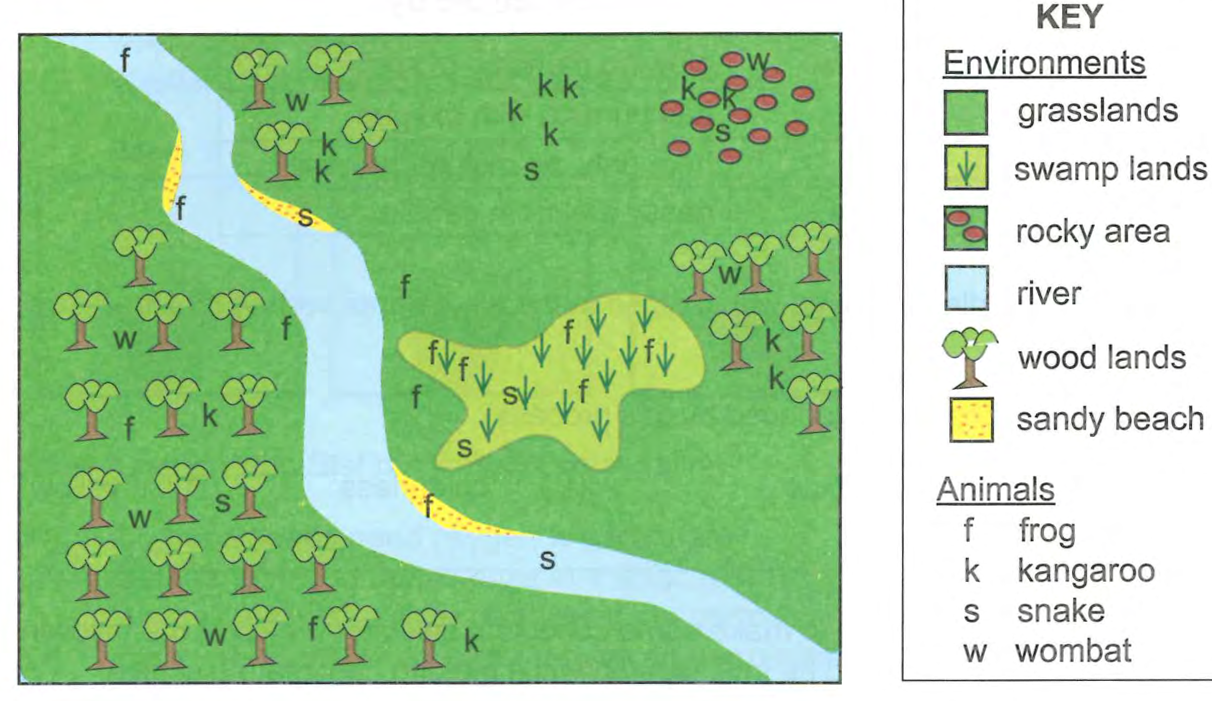 KEY
Environments
grasslands
swamp lands
rocky area
river
wood lands
sandy beach
Animals
f frog
k kangaroo
s snake
w wombat
f
w
k k
k
k
w
k k
s
k
k
s
f
s
w
f
f
w
k
k
f
f
f f
f
f
s
f
s
w
f k
w s
f
s
w f k